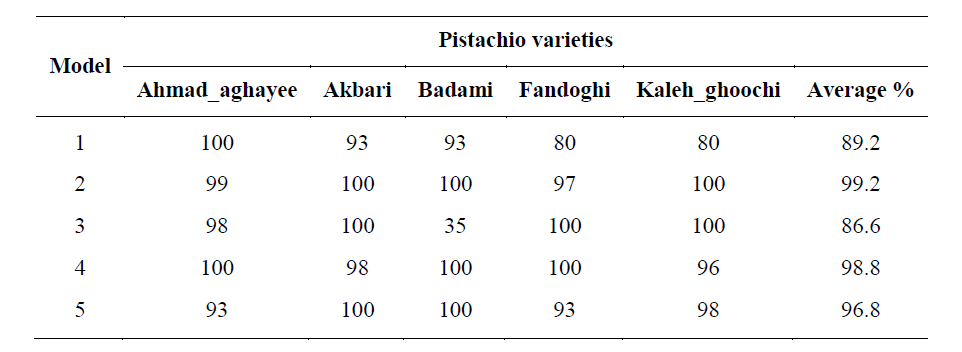 Pistachio varieties
Model
Ahmad_aghayee Akbari Badami Fandoghi Kaleh_ghoochi Average %
1 100 93 93 80 80 89.2
2 99 100 100 97 100 99.2
3 98 100 35 100 100 86.6
4 100 98 100 100 96 98.8
5 93 100 100 93 98 96.8